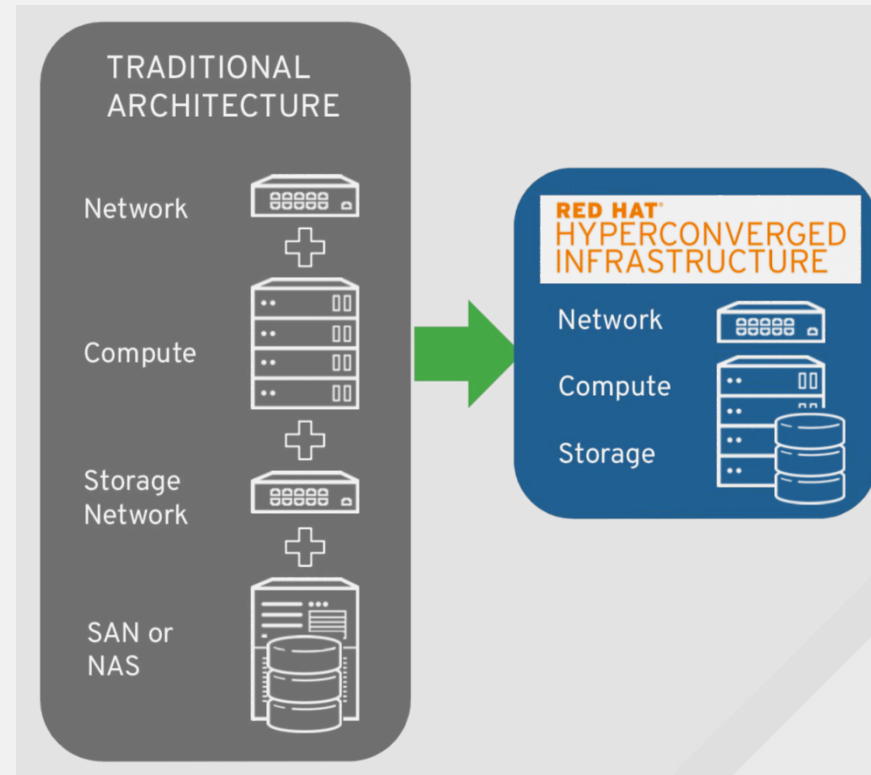 TRADITIONAL
ARCHITECTURE
Network
Compute
Storage
Network
SAN or
NAS
RED HAT®
HYPERCONVERGED
INFRASTRUCTURE
Network
Compute
Storage